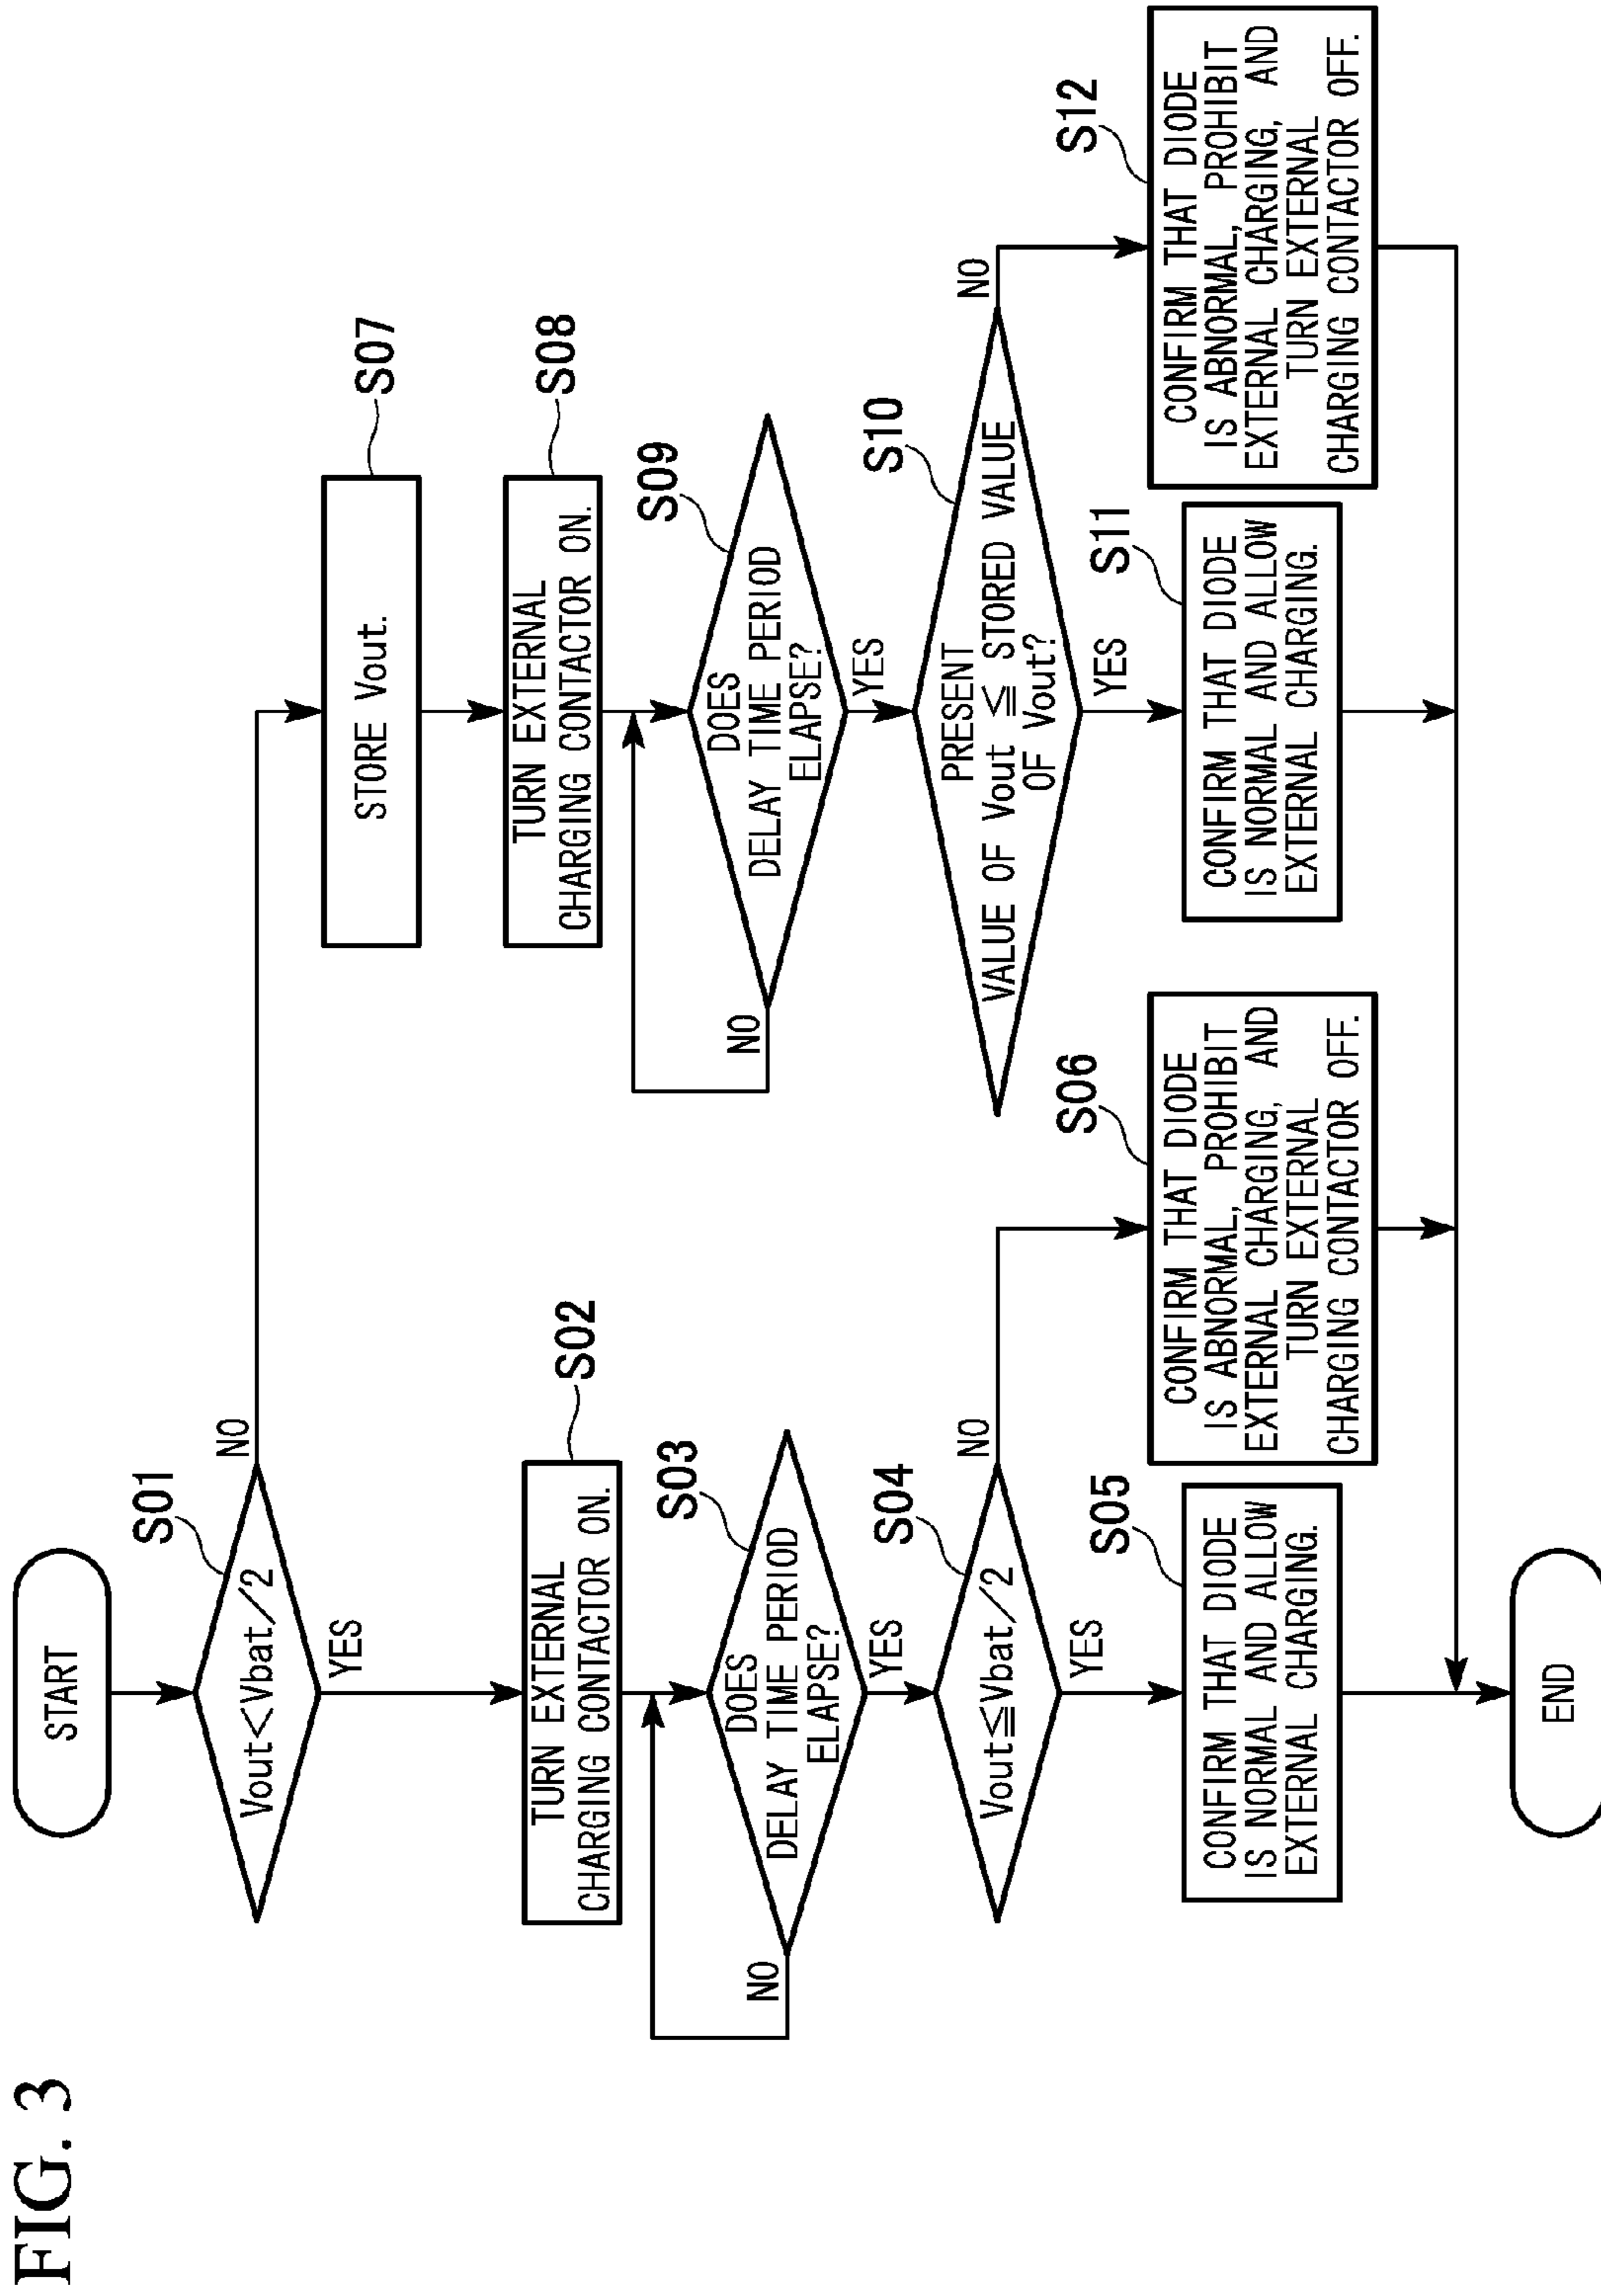 FIG. 3
START
S01
Vout<Vbat/2
NO
YES
S02
TURN EXTERNAL
CHARGING CONTACTOR ON.
S03
DOES
DELAY TIME PERIOD
ELAPSE?
NO
YES
S04
Vout≦Vbat/2
NO
YES
S05
CONFIRM THAT DIODE
IS NORMAL AND ALLOW
EXTERNAL CHARGING.
S06
CONFIRM THAT DIODE
IS ABNORMAL, PROHIBIT
EXTERNAL CHARGING, AND
TURN EXTERNAL
CHARGING CONTACTOR OFF.
S07
STORE Vout.
S08
TURN EXTERNAL
CHARGING CONTACTOR ON.
S09
DOES
DELAY TIME PERIOD
ELAPSE?
NO
YES
S10
PRESENT
VALUE OF Vout ≦ STORED VALUE
OF Vout?
NO
YES
S11
CONFIRM THAT DIODE
IS NORMAL AND ALLOW
EXTERNAL CHARGING.
S12
CONFIRM THAT DIODE
IS ABNORMAL, PROHIBIT
EXTERNAL CHARGING, AND
TURN EXTERNAL
CHARGING CONTACTOR OFF.
END